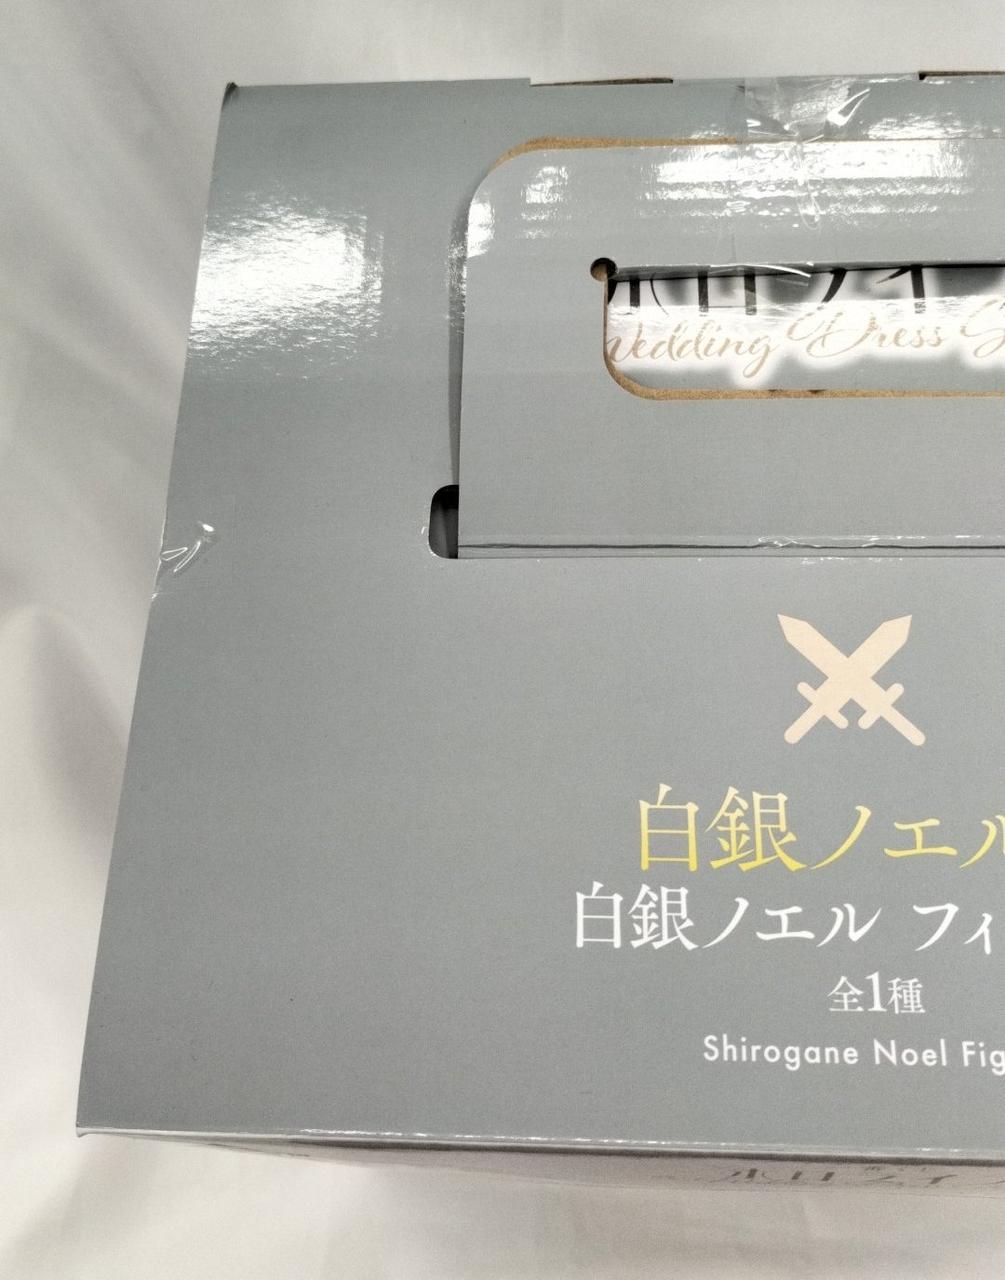 Wedding Dress S
白銀ノエル
白銀ノエル フィ
全1種
Shirogane Noel Fig